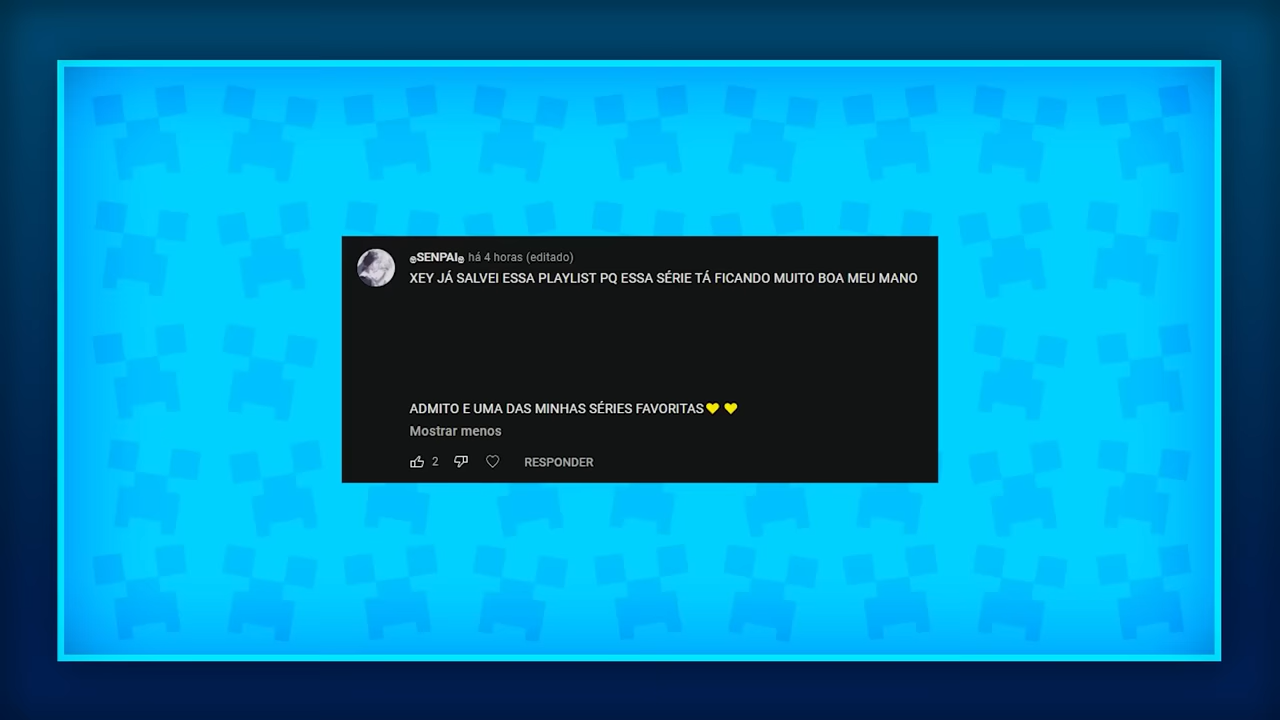 ⓔSENPAIⓔ há 4 horas (editado)
XEY JÁ SALVEI ESSA PLAYLIST PQ ESSA SÉRIE TÁ FICANDO MUITO BOA MEU MANO
ADMITO E UMA DAS MINHAS SÉRIES FAVORITAS💛 💛
Mostrar menos
2 RESPONDER